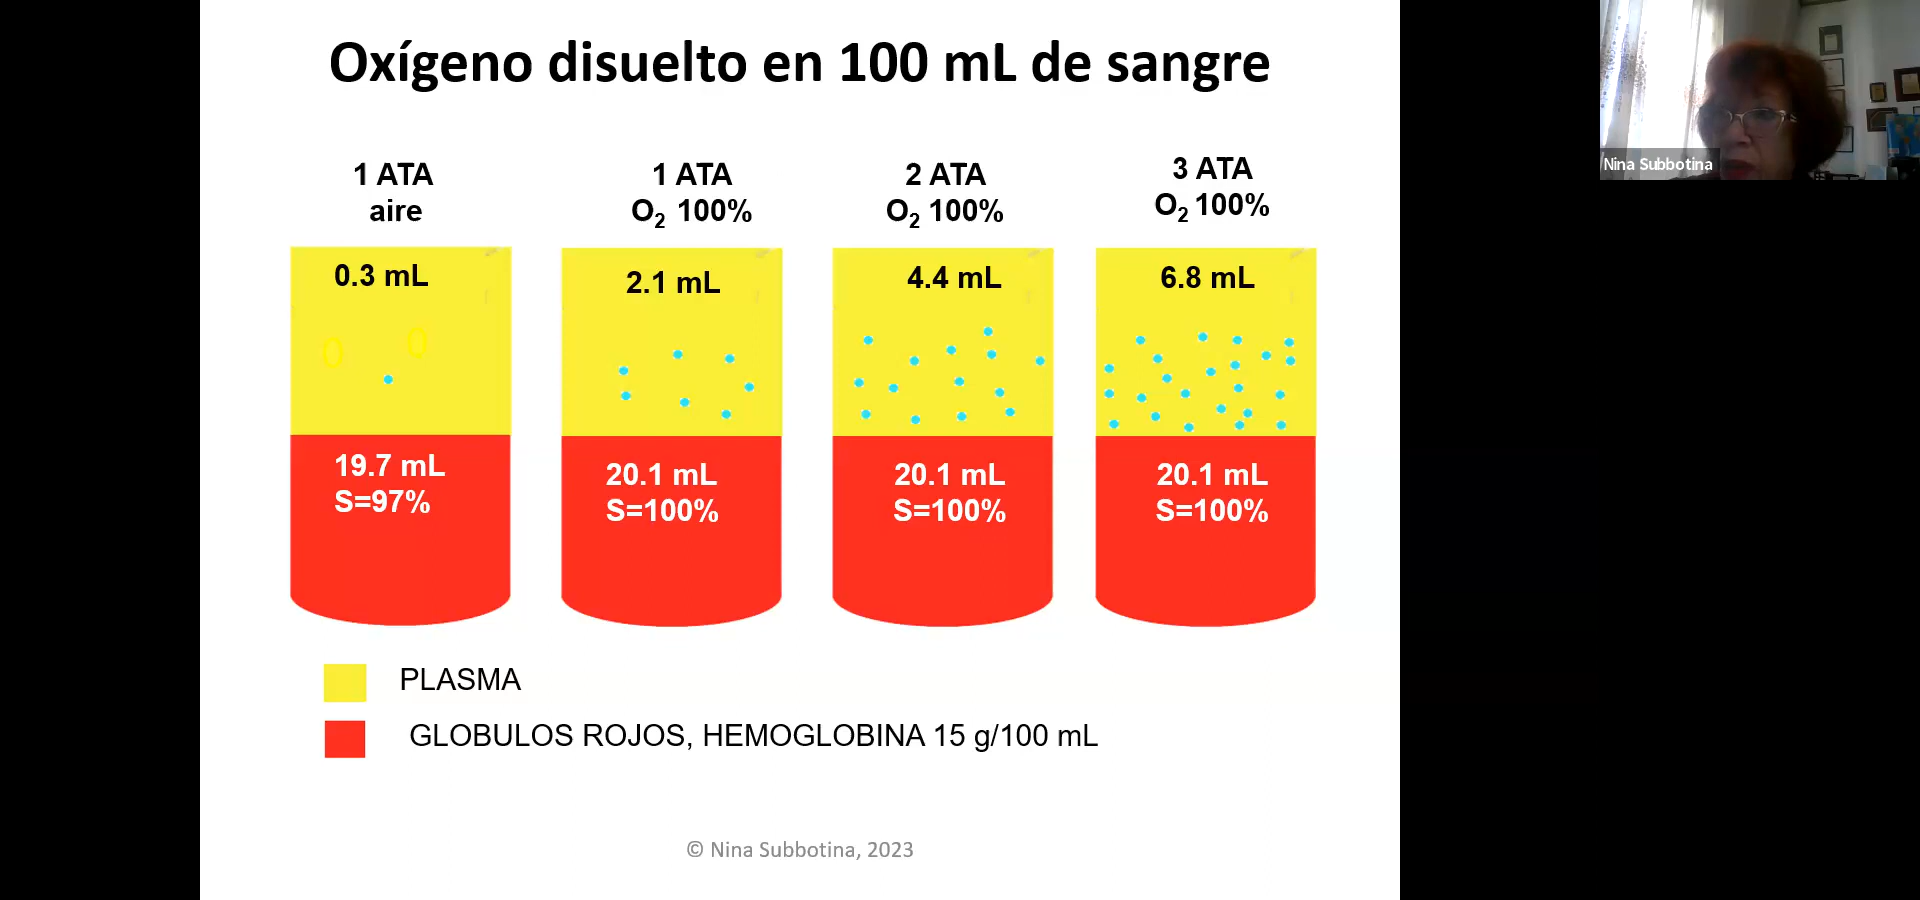 Oxígeno disuelto en 100 mL de sangre
1 ATA
aire
1 ATA
O₂ 100%
2 ATA
O₂ 100%
3 ATA
O₂ 100%
0.3 mL
2.1 mL
4.4 mL
6.8 mL
19.7 mL
S=97%
20.1 mL
S=100%
20.1 mL
S=100%
20.1 mL
S=100%
PLASMA
GLOBULOS ROJOS, HEMOGLOBINA 15 g/100 mL
© Nina Subbotina, 2023
Nina Subbotina